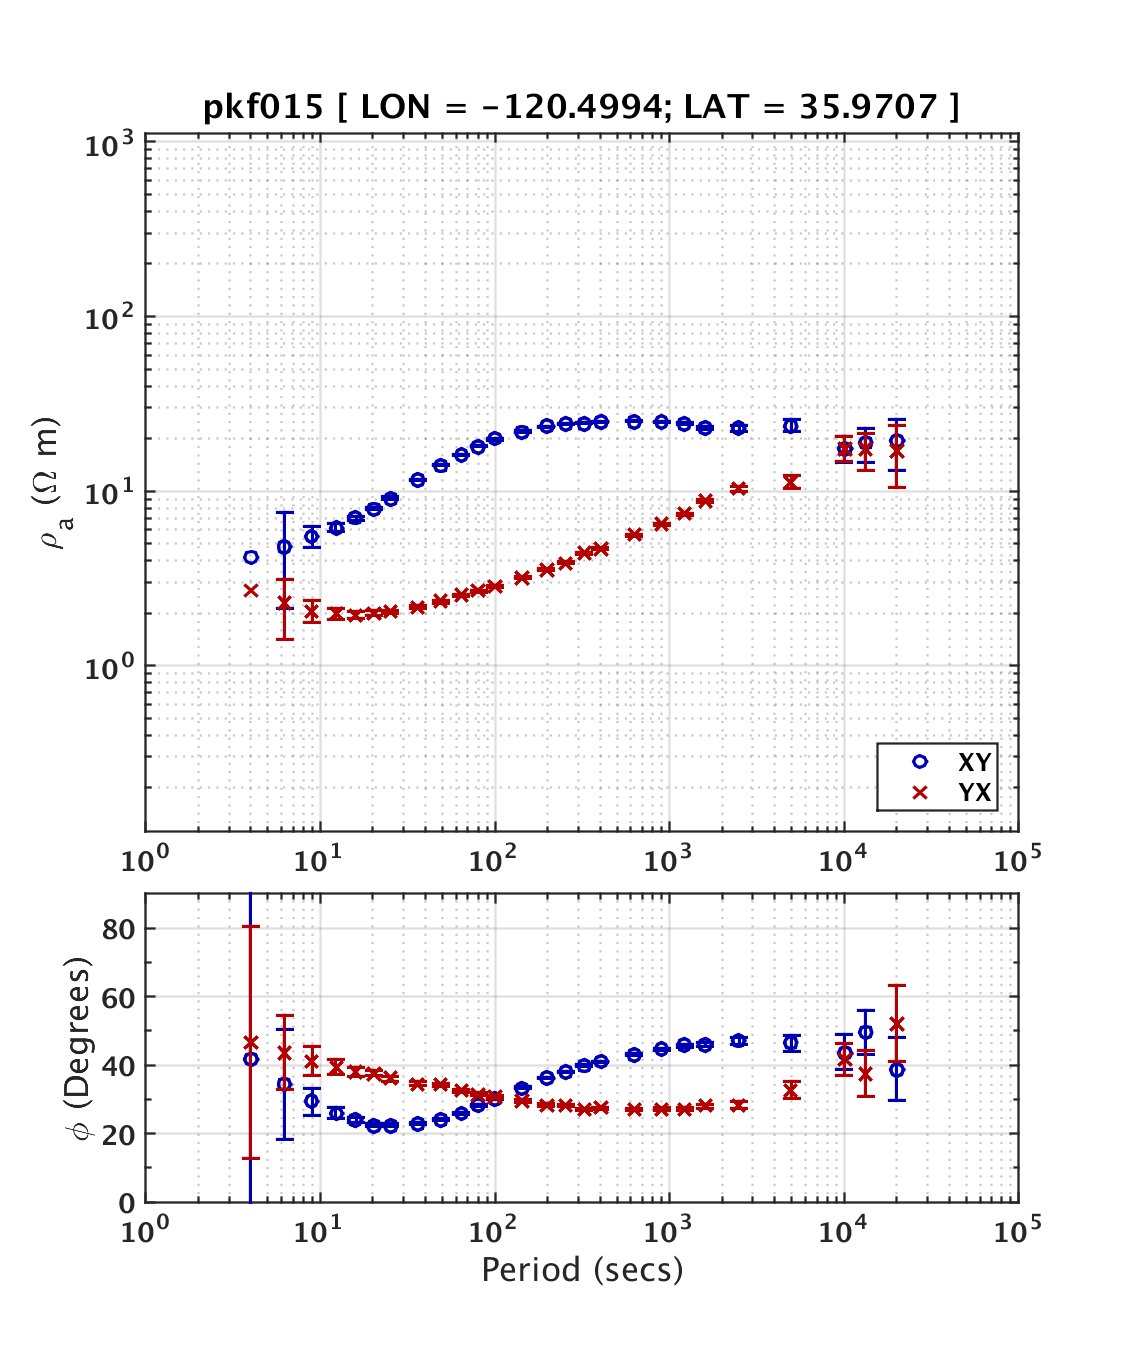 pkf015 [ LON = -120.4994; LAT = 35.9707 ]
10³
10²
10¹
10⁰
ρₐ (Ω m)
XY
YX
10⁰ 10¹ 10² 10³ 10⁴ 10⁵
80
60
40
20
0
ϕ (Degrees)
10⁰ 10¹ 10² 10³ 10⁴ 10⁵
Period (secs)